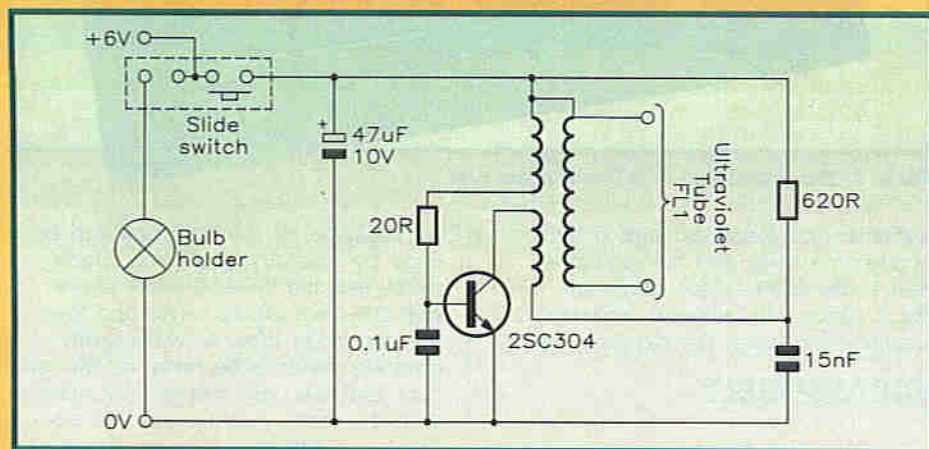 +6V
Slide
switch
+
47uF
10V
Bulb
holder
20R
0.1uF
2SC304
Ultraviolet
Tube
FL1
620R
15nF
0V